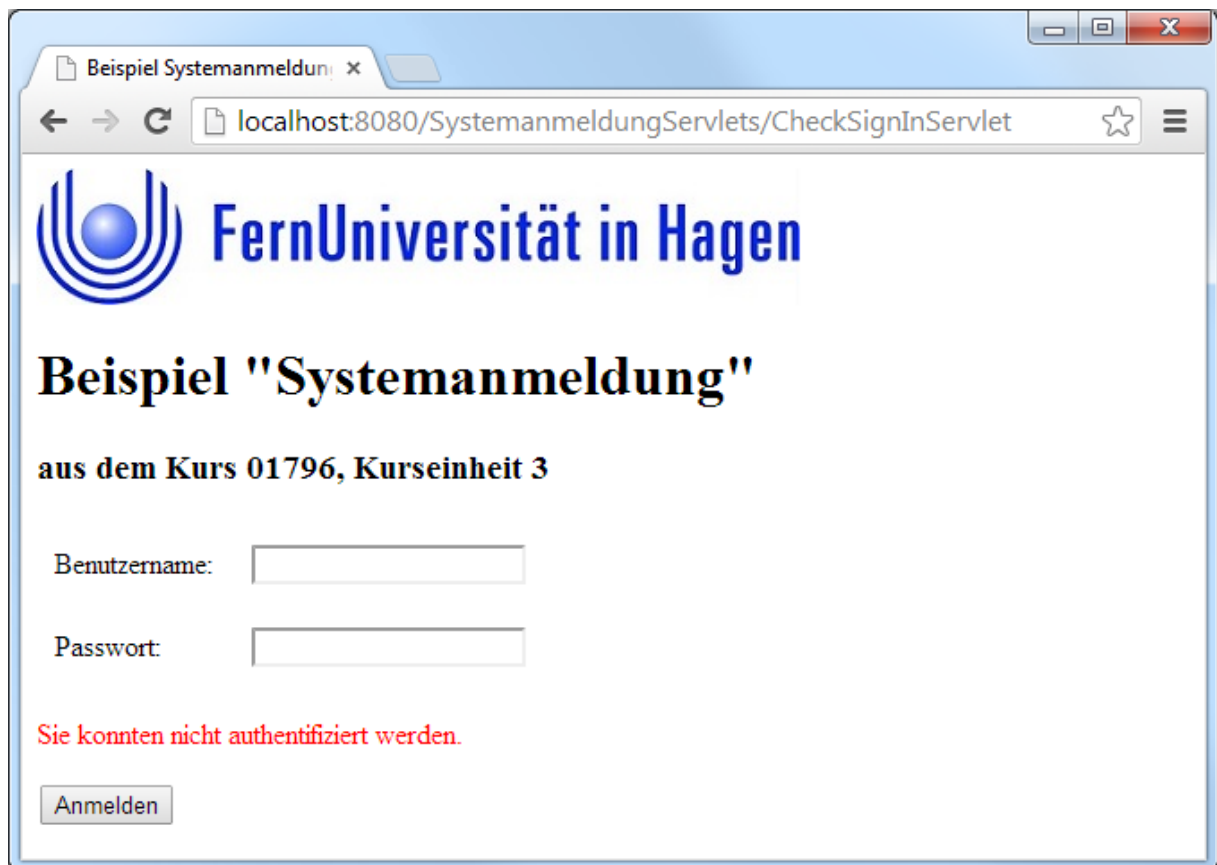 Beispiel Systemanmeldun
localhost:8080/SystemanmeldungServlets/CheckSignInServlet
FernUniversität in Hagen
Beispiel "Systemanmeldung"
aus dem Kurs 01796, Kurseinheit 3
Benutzername:
Passwort:
Sie konnten nicht authentifiziert werden.
Anmelden